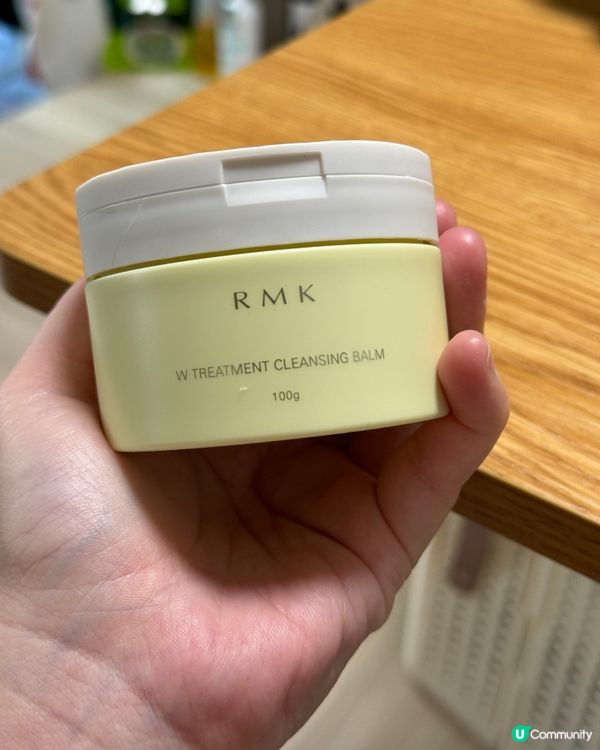 RMK
W TREATMENT CLEANSING BALM
100g
U Community